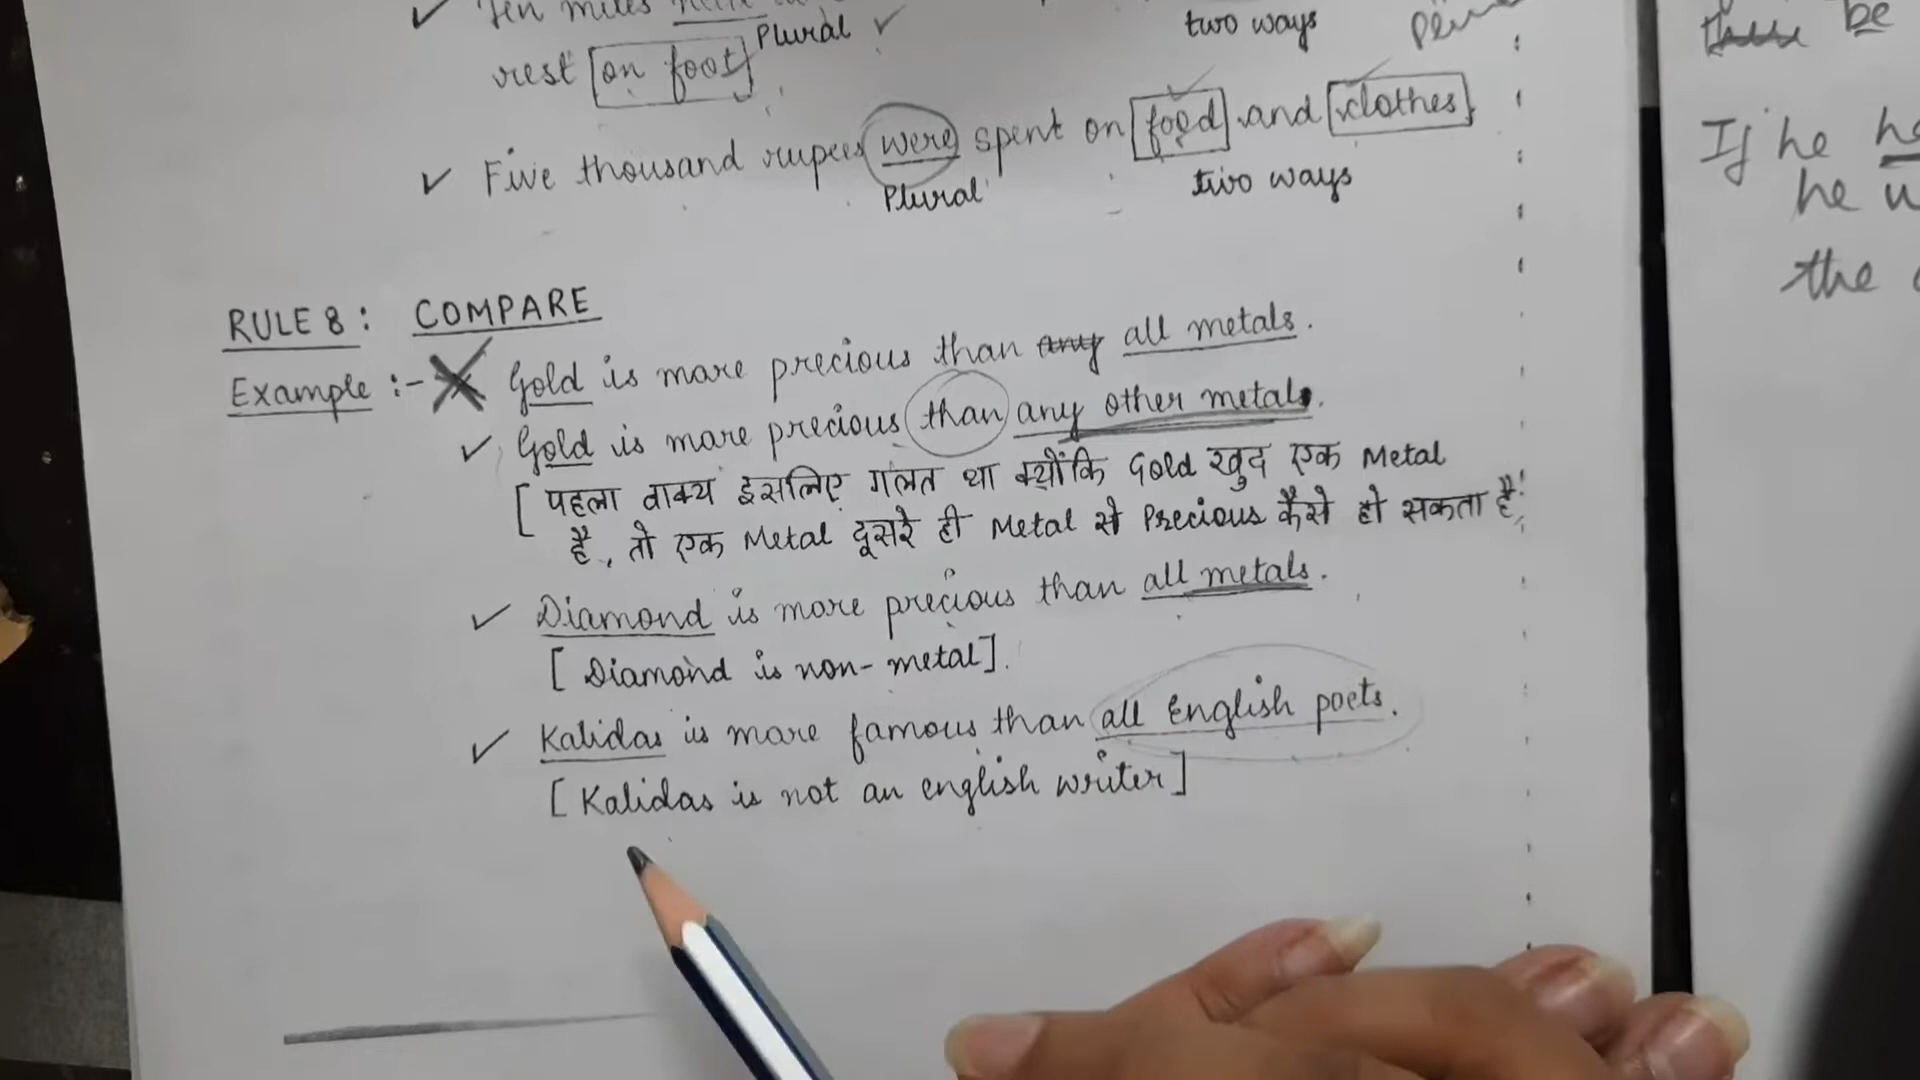 ✓ Ten miles
Plural ✓ two ways
rest on foot
✓ Five thousand rupees were spent on food and clothes.
Plural two ways
RULE 8: COMPARE
Example :- ✗ Gold is more precious than any all metals.
✓ Gold is more precious than any other metal.
[ पहला वाक्य इसलिए गलत था क्योंकि Gold खुद एक Metal
है, तो एक Metal दूसरे ही Metal से Precious कैसे हो सकता है!
✓ Diamond is more precious than all metals.
[ Diamond is non-metal].
✓ Kalidas is more famous than all English poets.
[ Kalidas is not an english writer]
be
If he
he
the